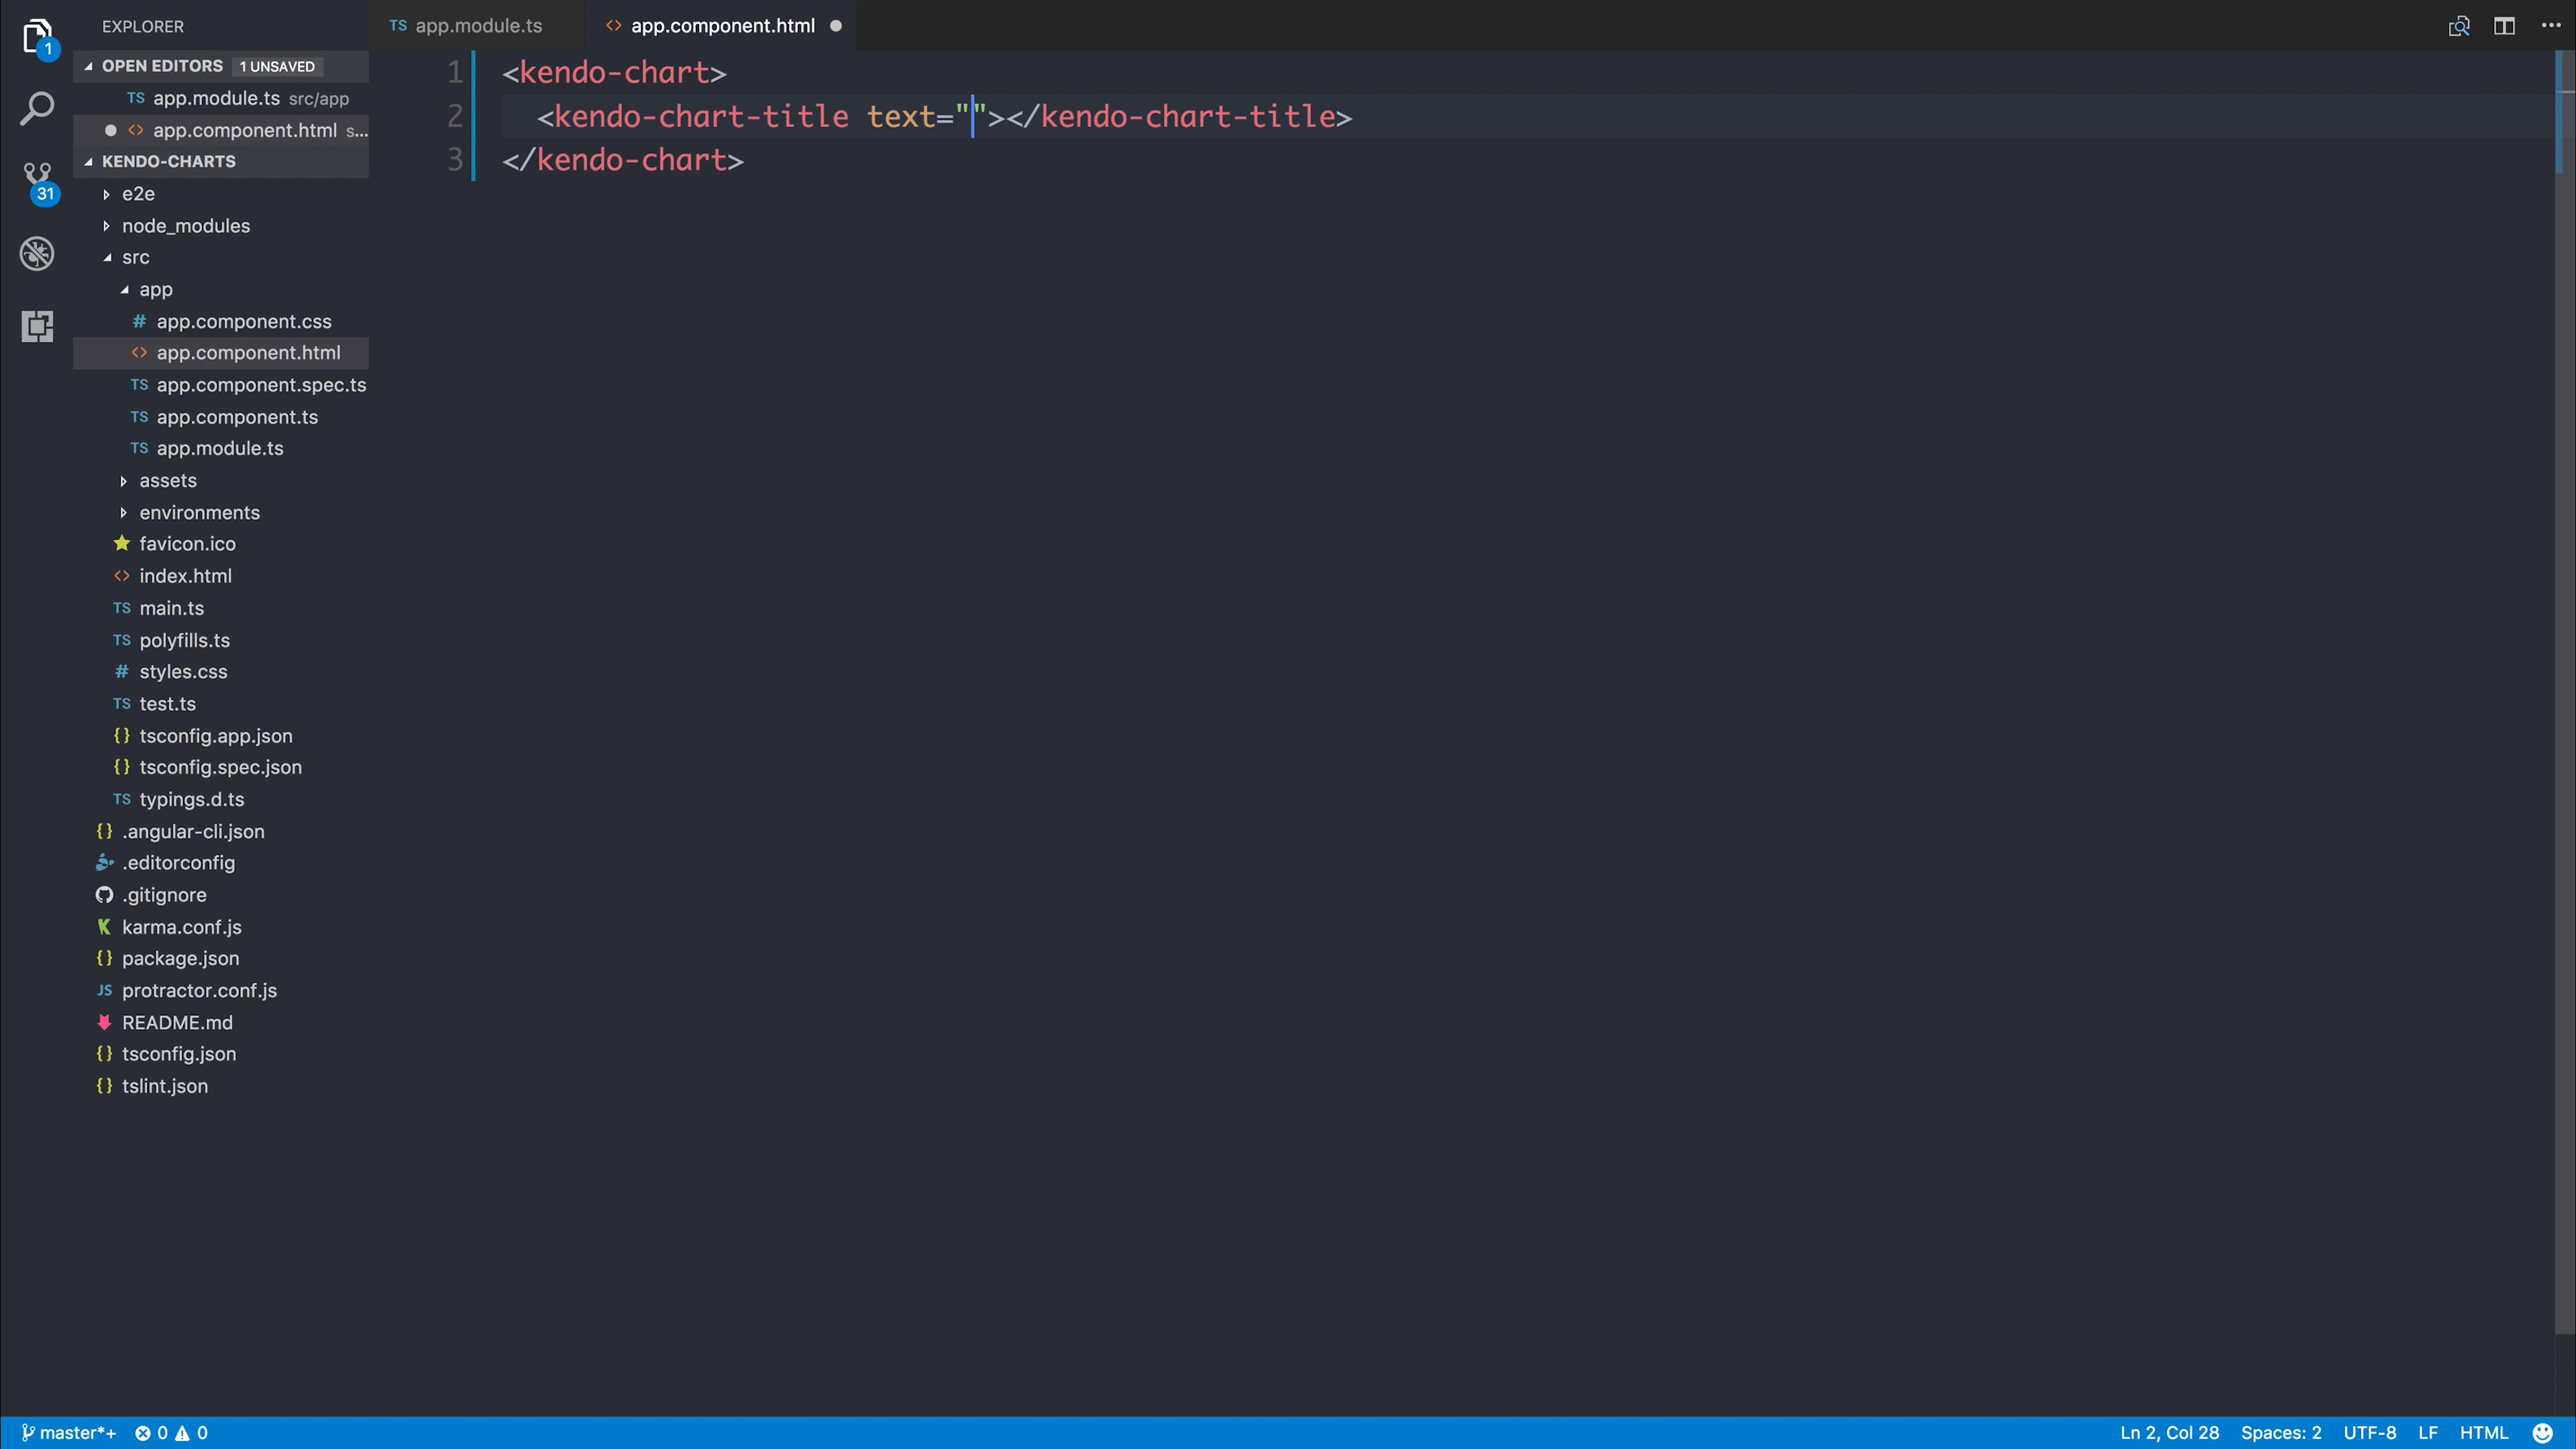 EXPLORER
OPEN EDITORS 1 UNSAVED
TS app.module.ts src/app
<> app.component.html s...
KENDO-CHARTS
e2e
node_modules
src
app
# app.component.css
<> app.component.html
TS app.component.spec.ts
TS app.component.ts
TS app.module.ts
assets
environments
favicon.ico
<> index.html
TS main.ts
TS polyfills.ts
# styles.css
TS test.ts
{} tsconfig.app.json
{} tsconfig.spec.json
TS typings.d.ts
{} .angular-cli.json
.editorconfig
.gitignore
K karma.conf.js
{} package.json
JS protractor.conf.js
README.md
{} tsconfig.json
{} tslint.json
1
31
TS app.module.ts <> app.component.html
1 <kendo-chart>
2 <kendo-chart-title text=""></kendo-chart-title>
3 </kendo-chart>
master*+ 0 0 Ln 2, Col 28 Spaces: 2 UTF-8 LF HTML